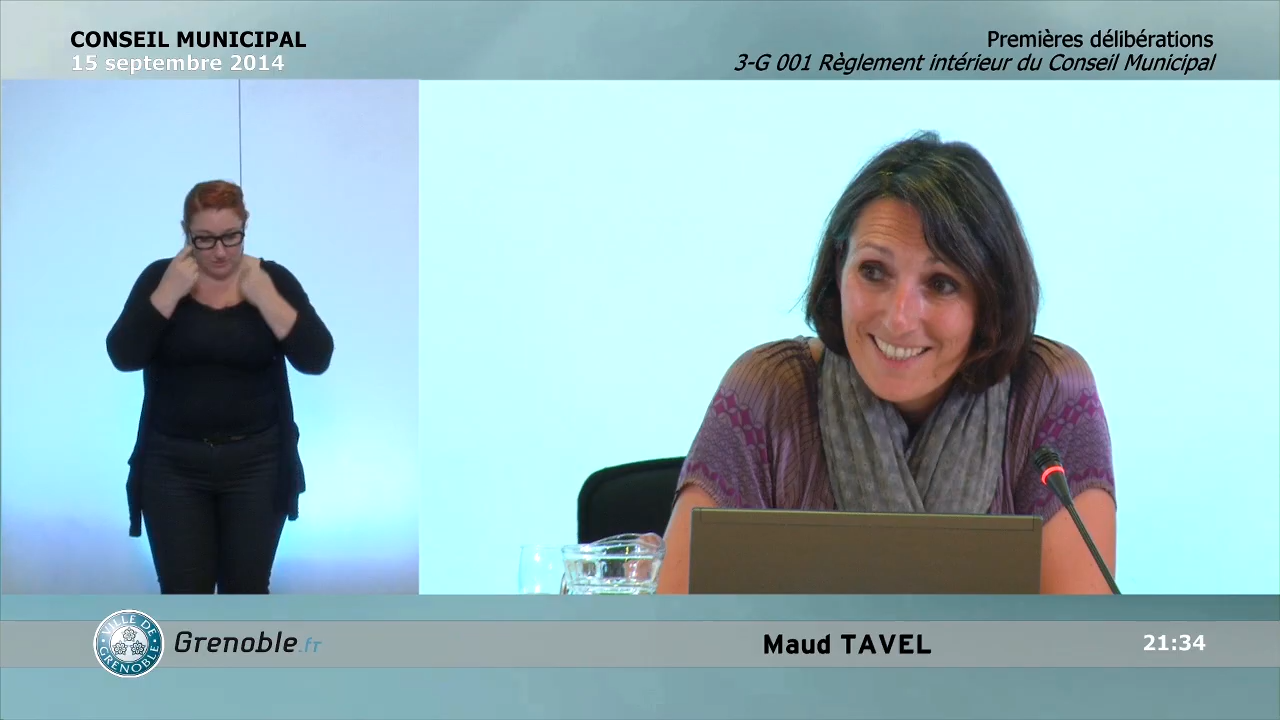 CONSEIL MUNICIPAL
15 septembre 2014
Premières délibérations
3-G 001 Règlement intérieur du Conseil Municipal
VILLE DE GRENOBLE
Grenoble.fr
Maud TAVEL
21:34